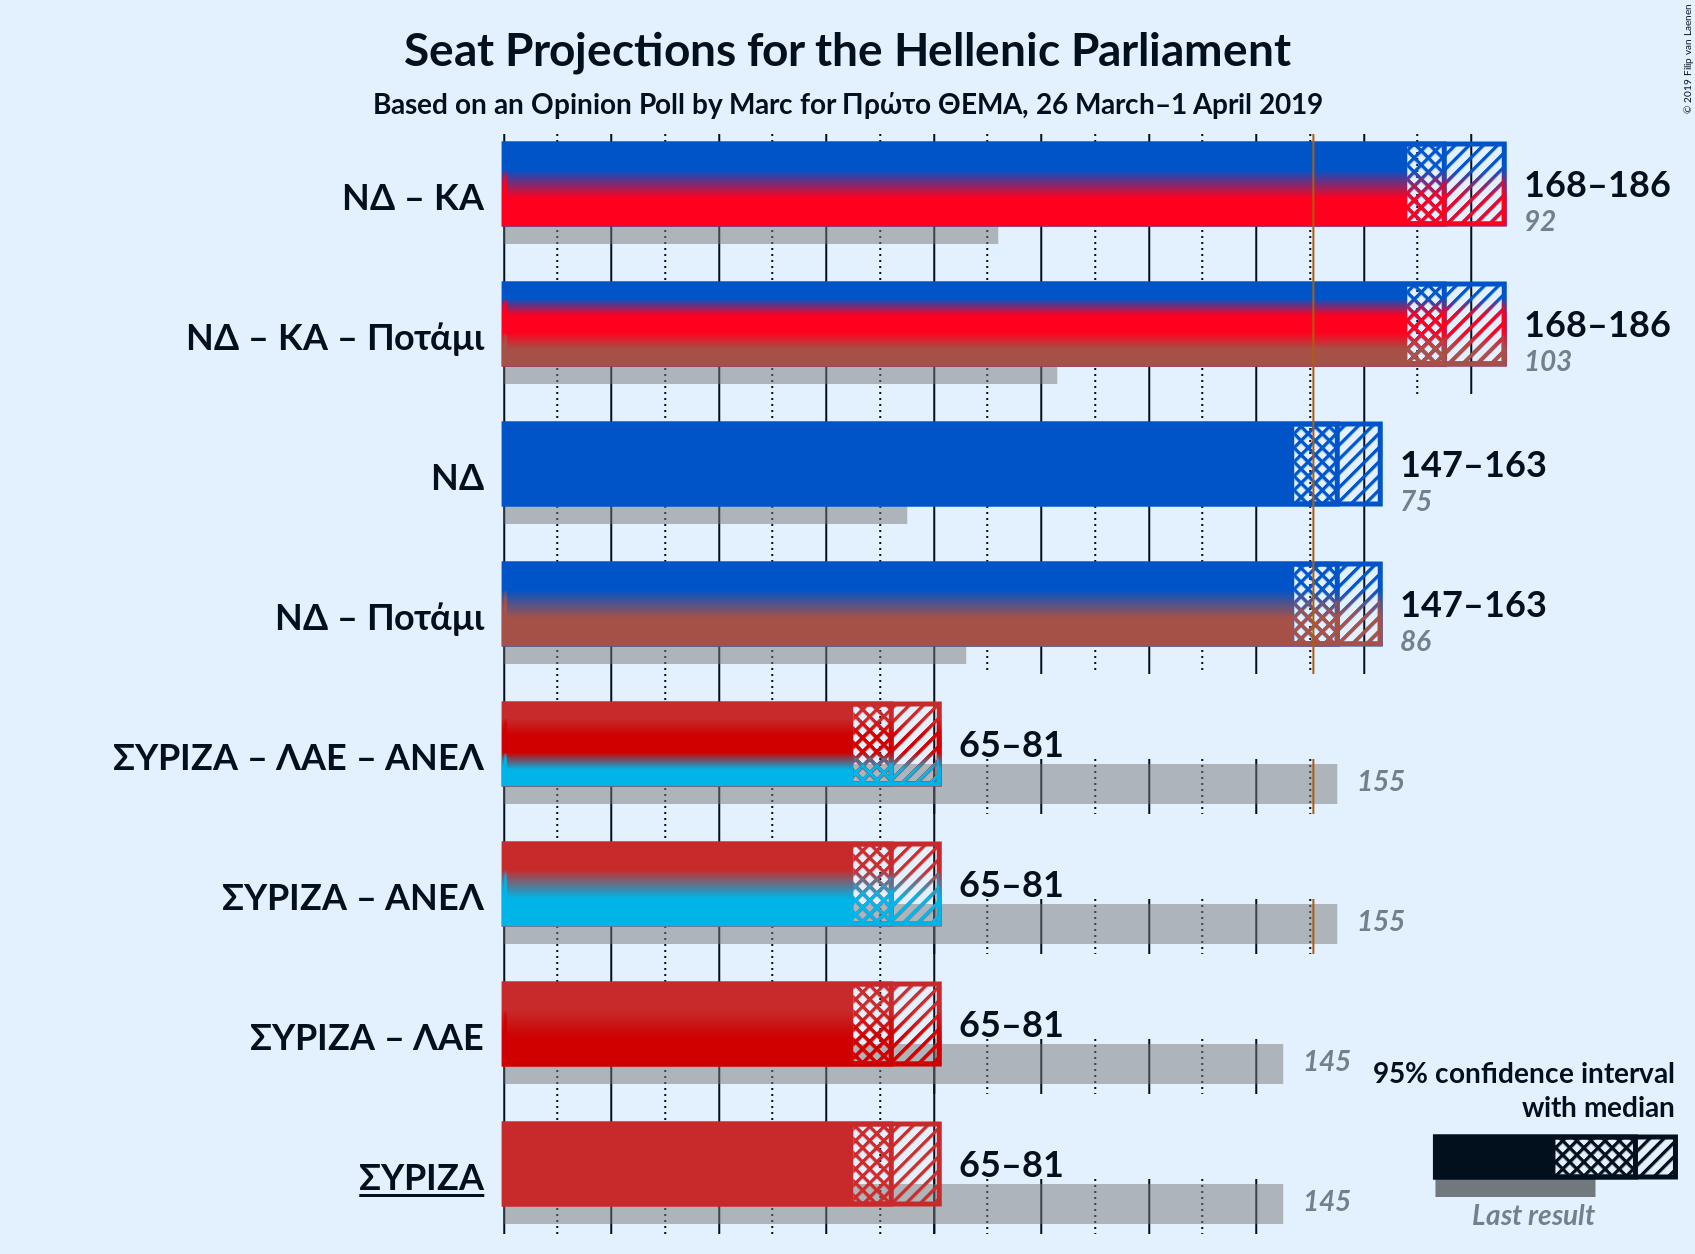 Seat Projections for the Hellenic Parliament
Based on an Opinion Poll by Marc for Πρώτο ΘΕΜΑ, 26 March–1 April 2019
© 2019 Filip van Laenen
ΝΔ – ΚΑ
168–186
92
ΝΔ – ΚΑ – Ποτάμι
168–186
103
ΝΔ
147–163
75
ΝΔ – Ποτάμι
147–163
86
ΣΥΡΙΖΑ – ΛΑΕ – ΑΝΕΛ
65–81
155
ΣΥΡΙΖΑ – ΑΝΕΛ
65–81
155
ΣΥΡΙΖΑ – ΛΑΕ
65–81
145
ΣΥΡΙΖΑ
65–81
145
95% confidence interval
with median
Last result